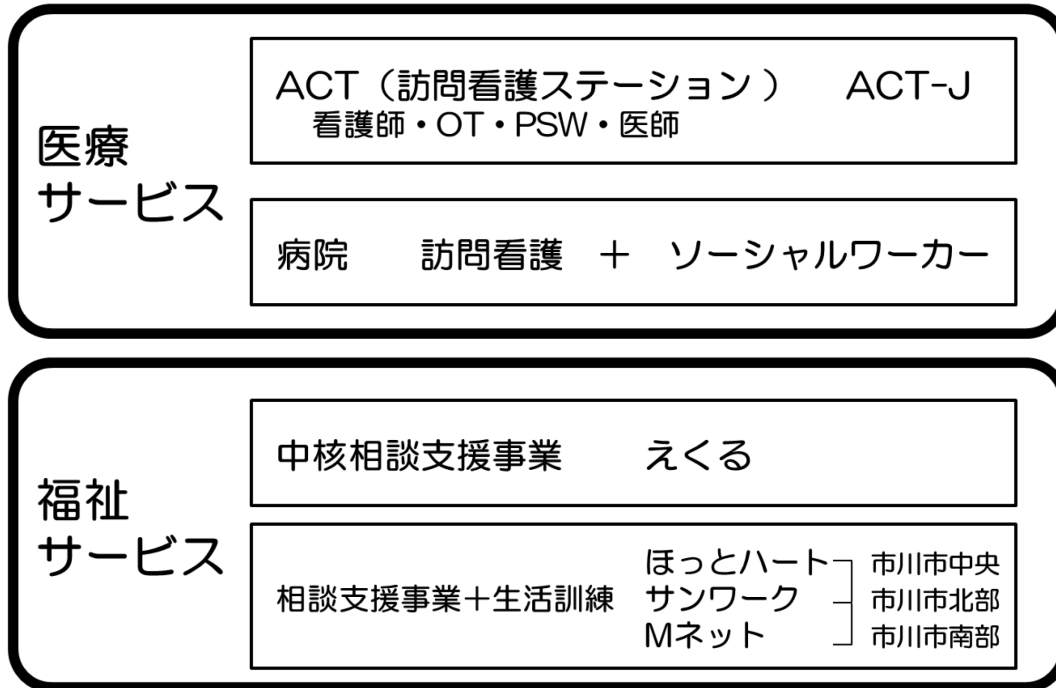 医療
サービス
ACT（訪問看護ステーション） ACT-J
看護師・OT・PSW・医師
病院 訪問看護 ＋ ソーシャルワーカー
福祉
サービス
中核相談支援事業 えくる
相談支援事業＋生活訓練
ほっとハート 市川市中央
サンワーク 市川市北部
Mネット 市川市南部